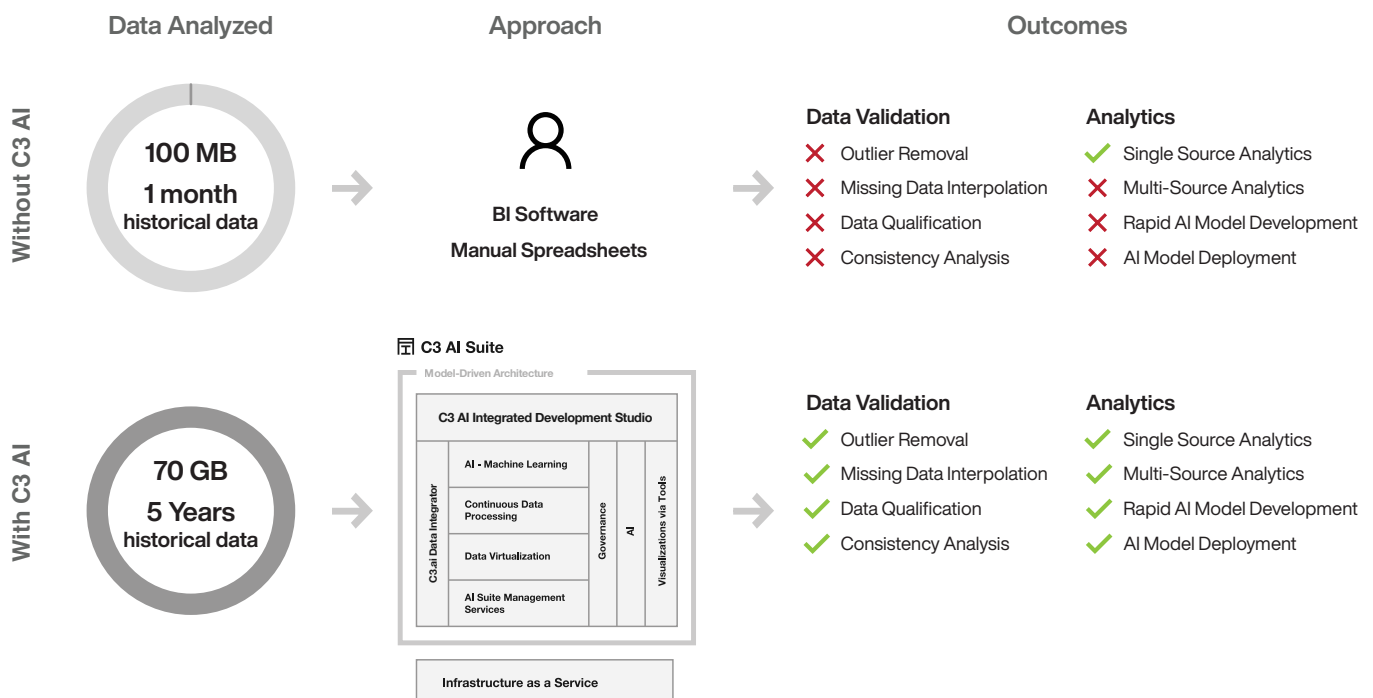 Data Analyzed
Approach
Outcomes
Without C3 AI
100 MB
1 month
historical data
BI Software
Manual Spreadsheets
Data Validation
Outlier Removal
Missing Data Interpolation
Data Qualification
Consistency Analysis
Analytics
Single Source Analytics
Multi-Source Analytics
Rapid AI Model Development
AI Model Deployment
With C3 AI
70 GB
5 Years
historical data
C3 AI Suite
Model-Driven Architecture
C3 AI Integrated Development Studio
C3.ai Data Integrator
AI - Machine Learning
Continuous Data
Processing
Data Virtualization
AI Suite Management
Services
Governance
AI
Visualizations via Tools
Infrastructure as a Service
Data Validation
Outlier Removal
Missing Data Interpolation
Data Qualification
Consistency Analysis
Analytics
Single Source Analytics
Multi-Source Analytics
Rapid AI Model Development
AI Model Deployment